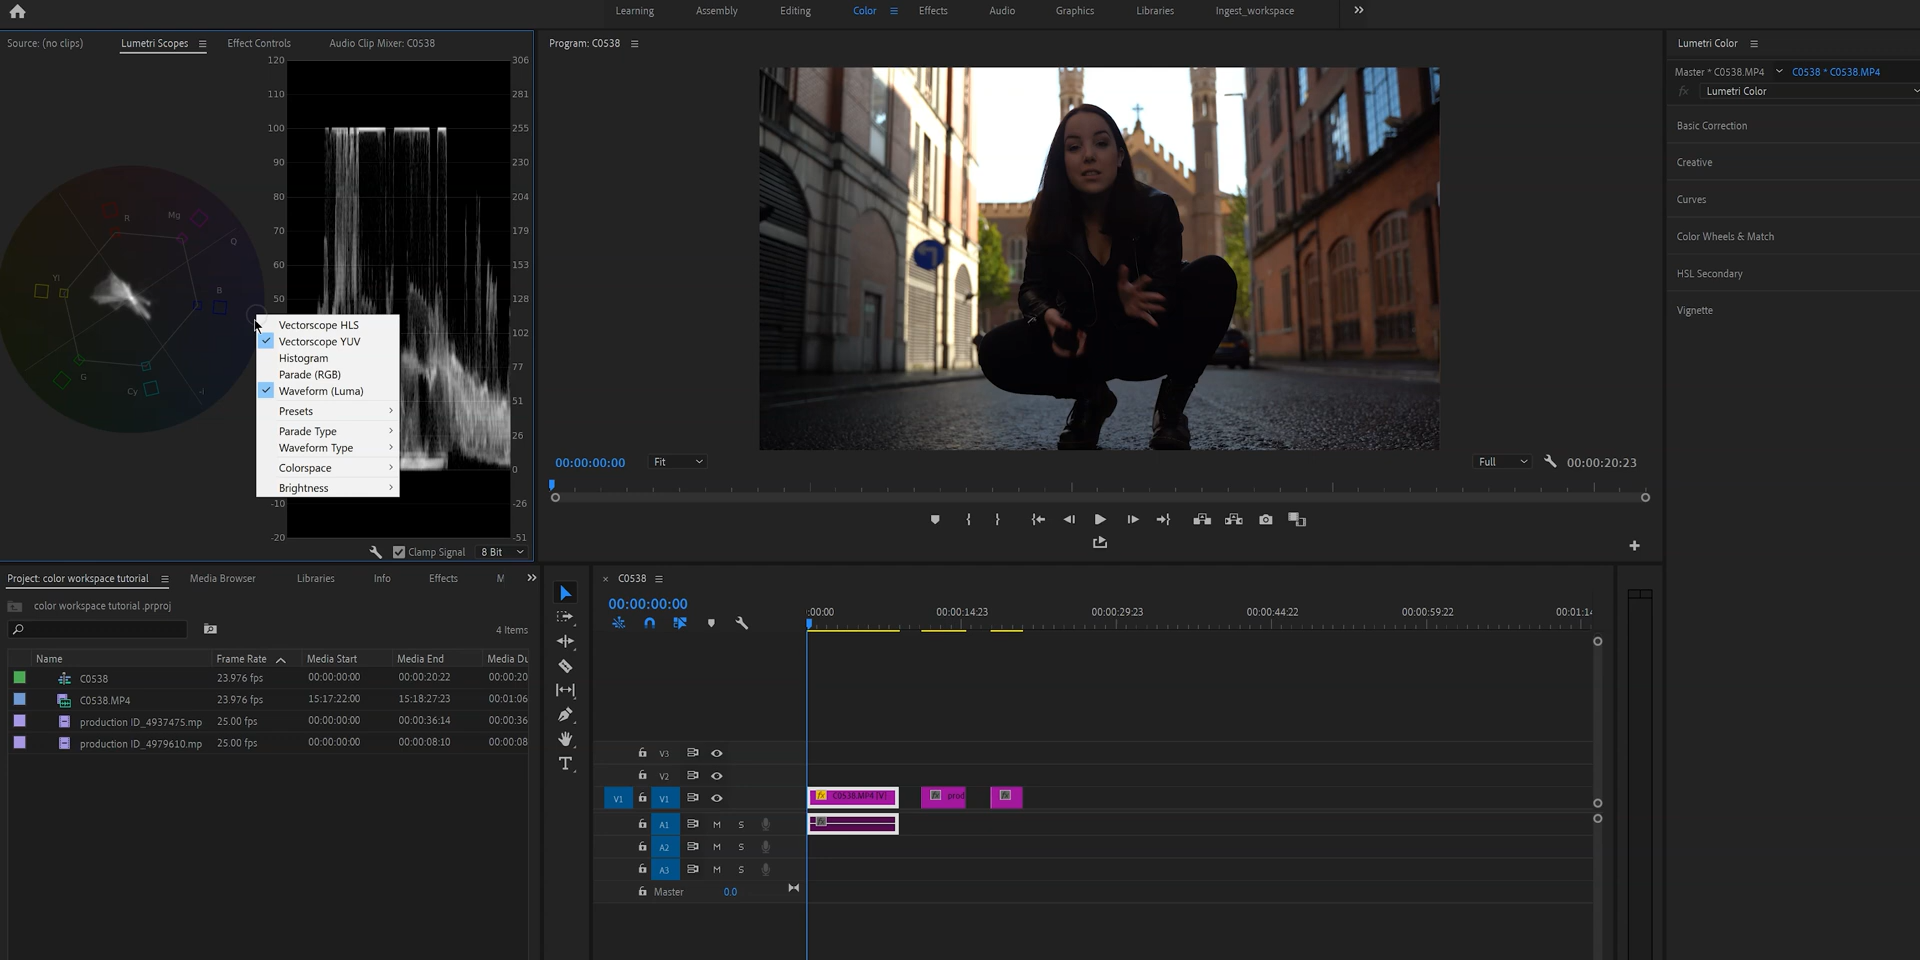 Learning Assembly Editing Color Effects Audio Graphics Libraries Ingest_workspace
Source: (no clips) Lumetri Scopes Effect Controls Audio Clip Mixer: C0538
120 306
110 281
100 255
90 230
80 204
70 179
60 153
50 128
102
77
51
26
0
-10 -26
-20 -51
R Mg Q B Yl G Cy -I
Vectorscope HLS
Vectorscope YUV
Histogram
Parade (RGB)
Waveform (Luma)
Presets
Parade Type
Waveform Type
Colorspace
Brightness
Clamp Signal 8 Bit
Program: C0538
00:00:00:00 Fit Full 00:00:20:23
Lumetri Color
Master * C0538.MP4 C0538 * C0538.MP4
fx Lumetri Color
Basic Correction
Creative
Curves
Color Wheels & Match
HSL Secondary
Vignette
Project: color workspace tutorial Media Browser Libraries Info Effects M
color workspace tutorial .prproj
4 Items
Name Frame Rate Media Start Media End Media Du
C0538 23.976 fps 00:00:00:00 00:00:20:22 00:00:20
C0538.MP4 23.976 fps 15:17:22:00 15:18:27:23 00:01:06
production ID_4937475.mp 25.00 fps 00:00:00:00 00:00:36:14 00:00:36
production ID_4979610.mp 25.00 fps 00:00:00:00 00:00:08:10 00:00:08
× C0538
00:00:00:00
:00:00 00:00:14:23 00:00:29:23 00:00:44:22 00:00:59:22 00:01:14
V3
V2
V1 V1 fx C0538.MP4 [V] fx prod fx
A1 M S fx
A2 M S
A3 M S
Master 0.0